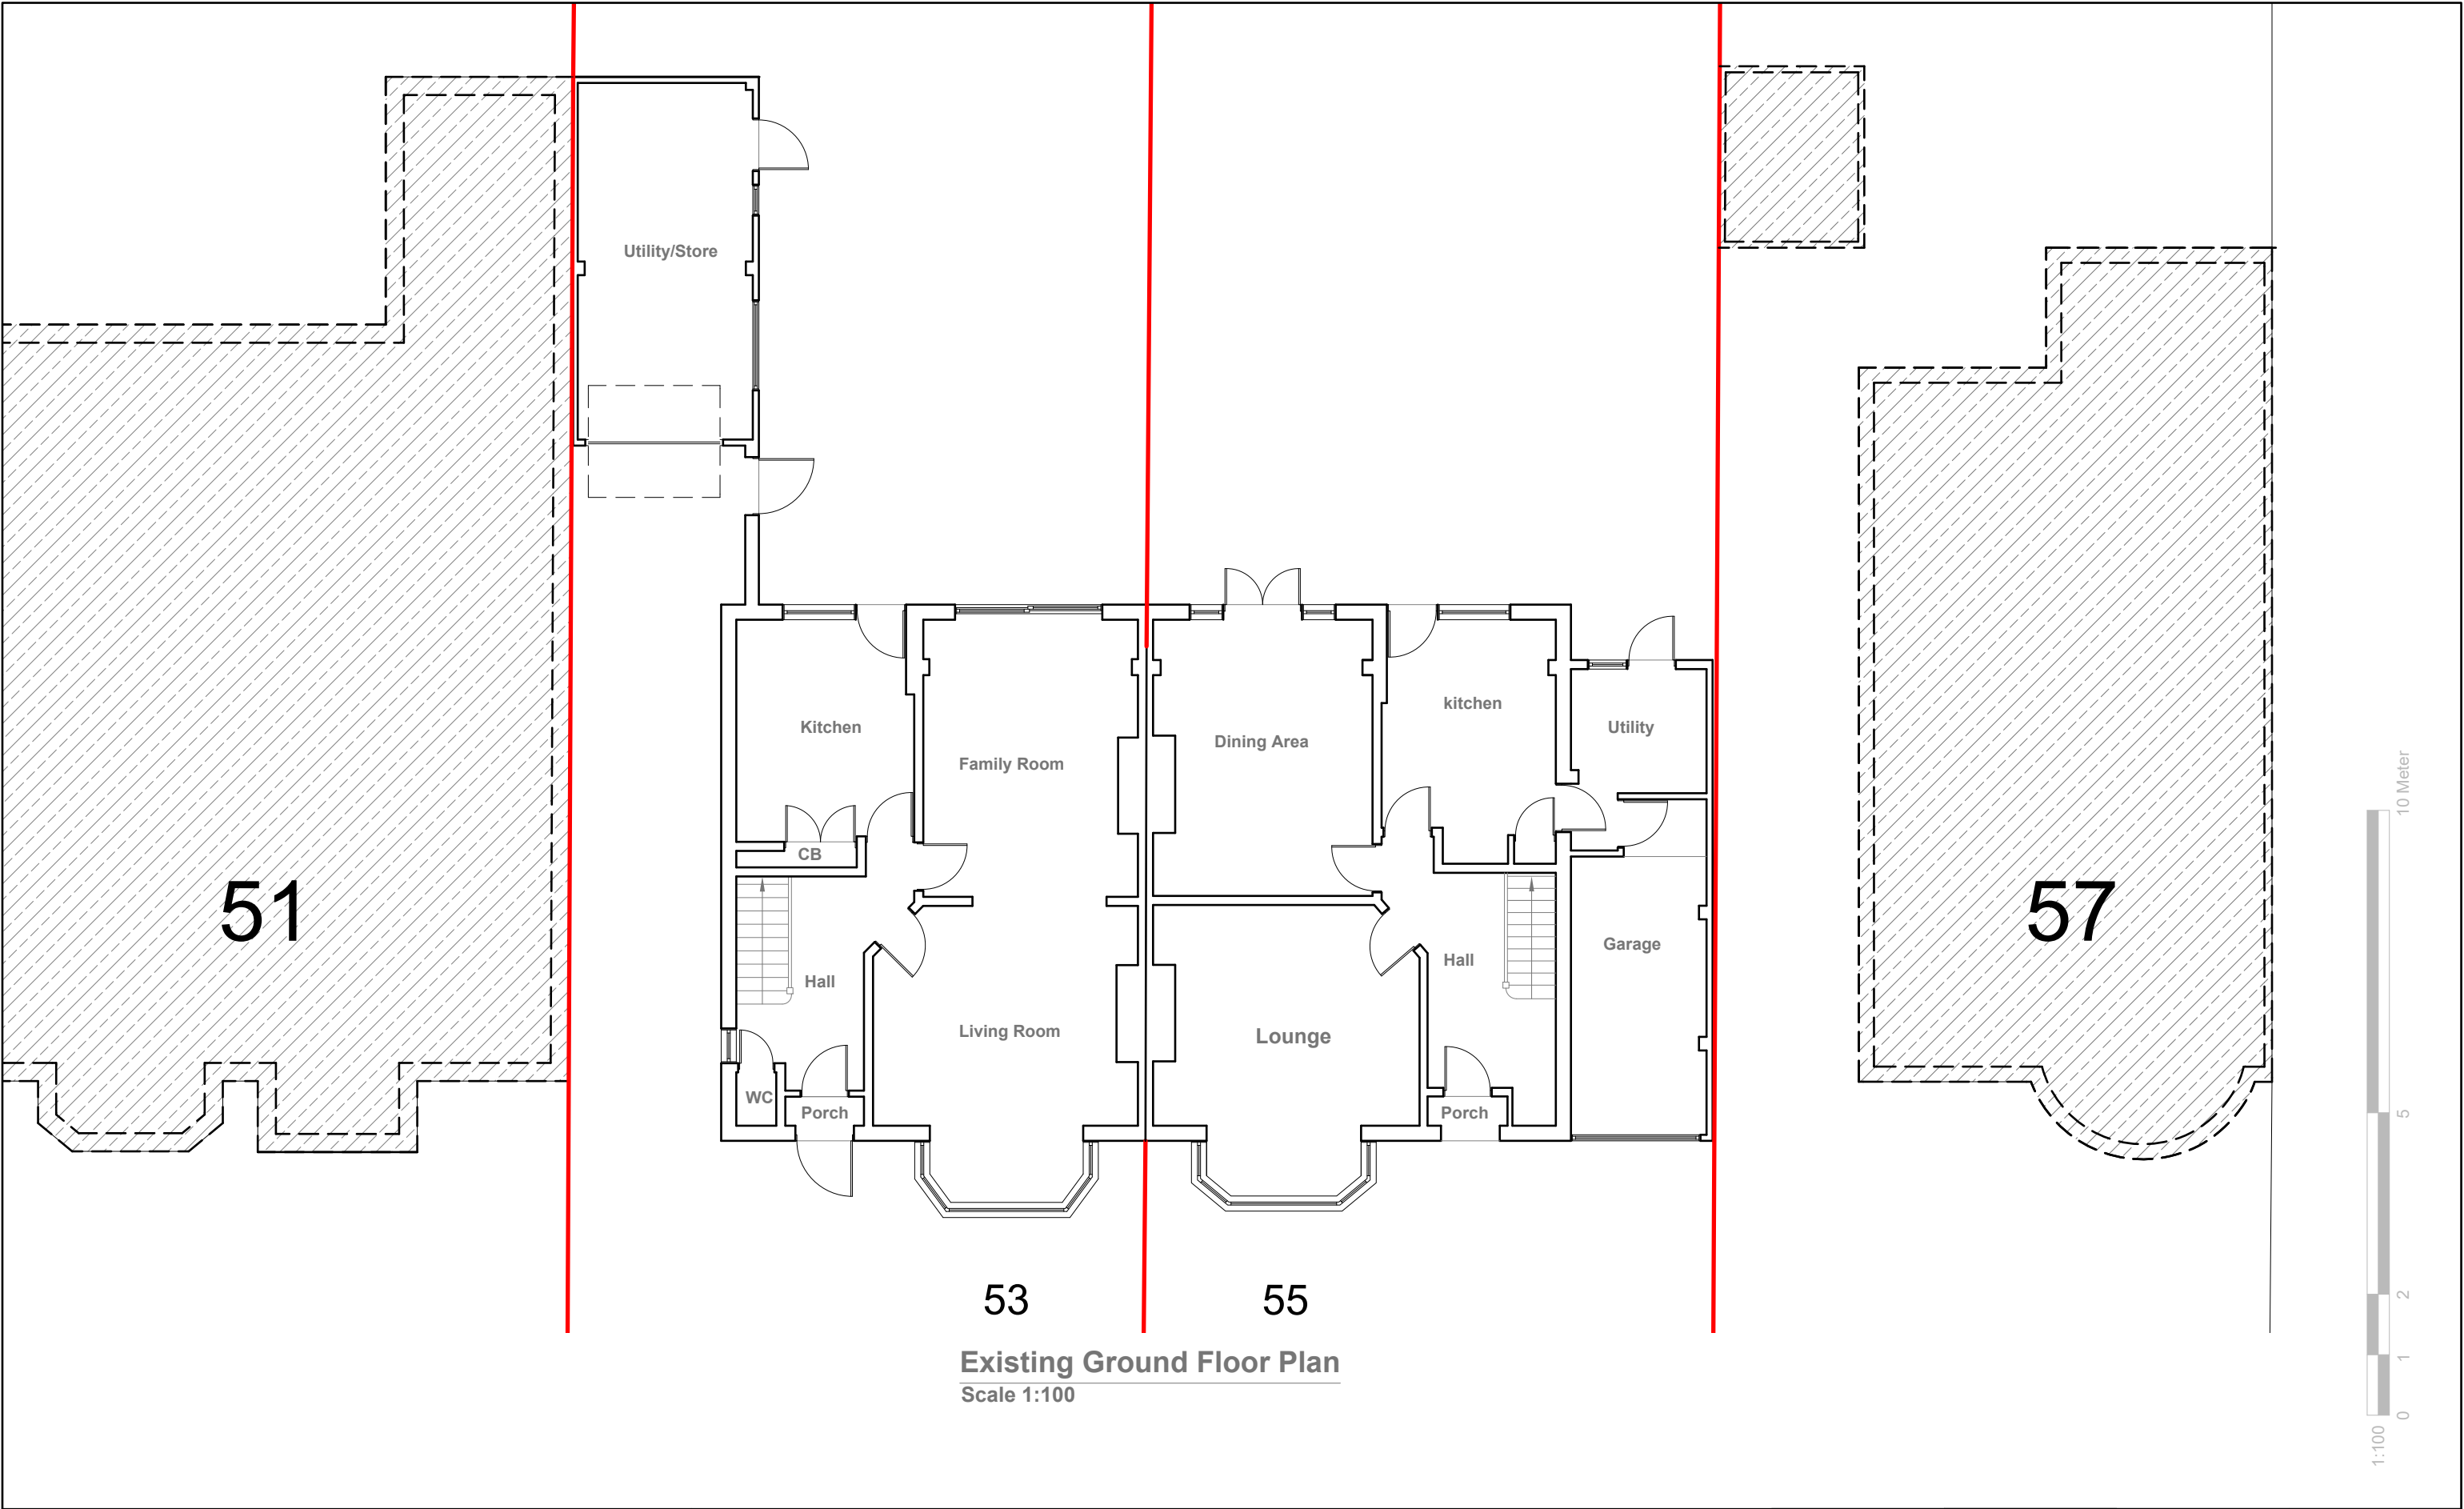 Utility/Store
Kitchen
Family Room
Dining Area
kitchen
Utility
CB
51
Hall
Living Room
Lounge
Hall
Garage
57
WC
Porch
Porch
53
55
Existing Ground Floor Plan
Scale 1:100
10 Meter
5
2
1
0
1:100